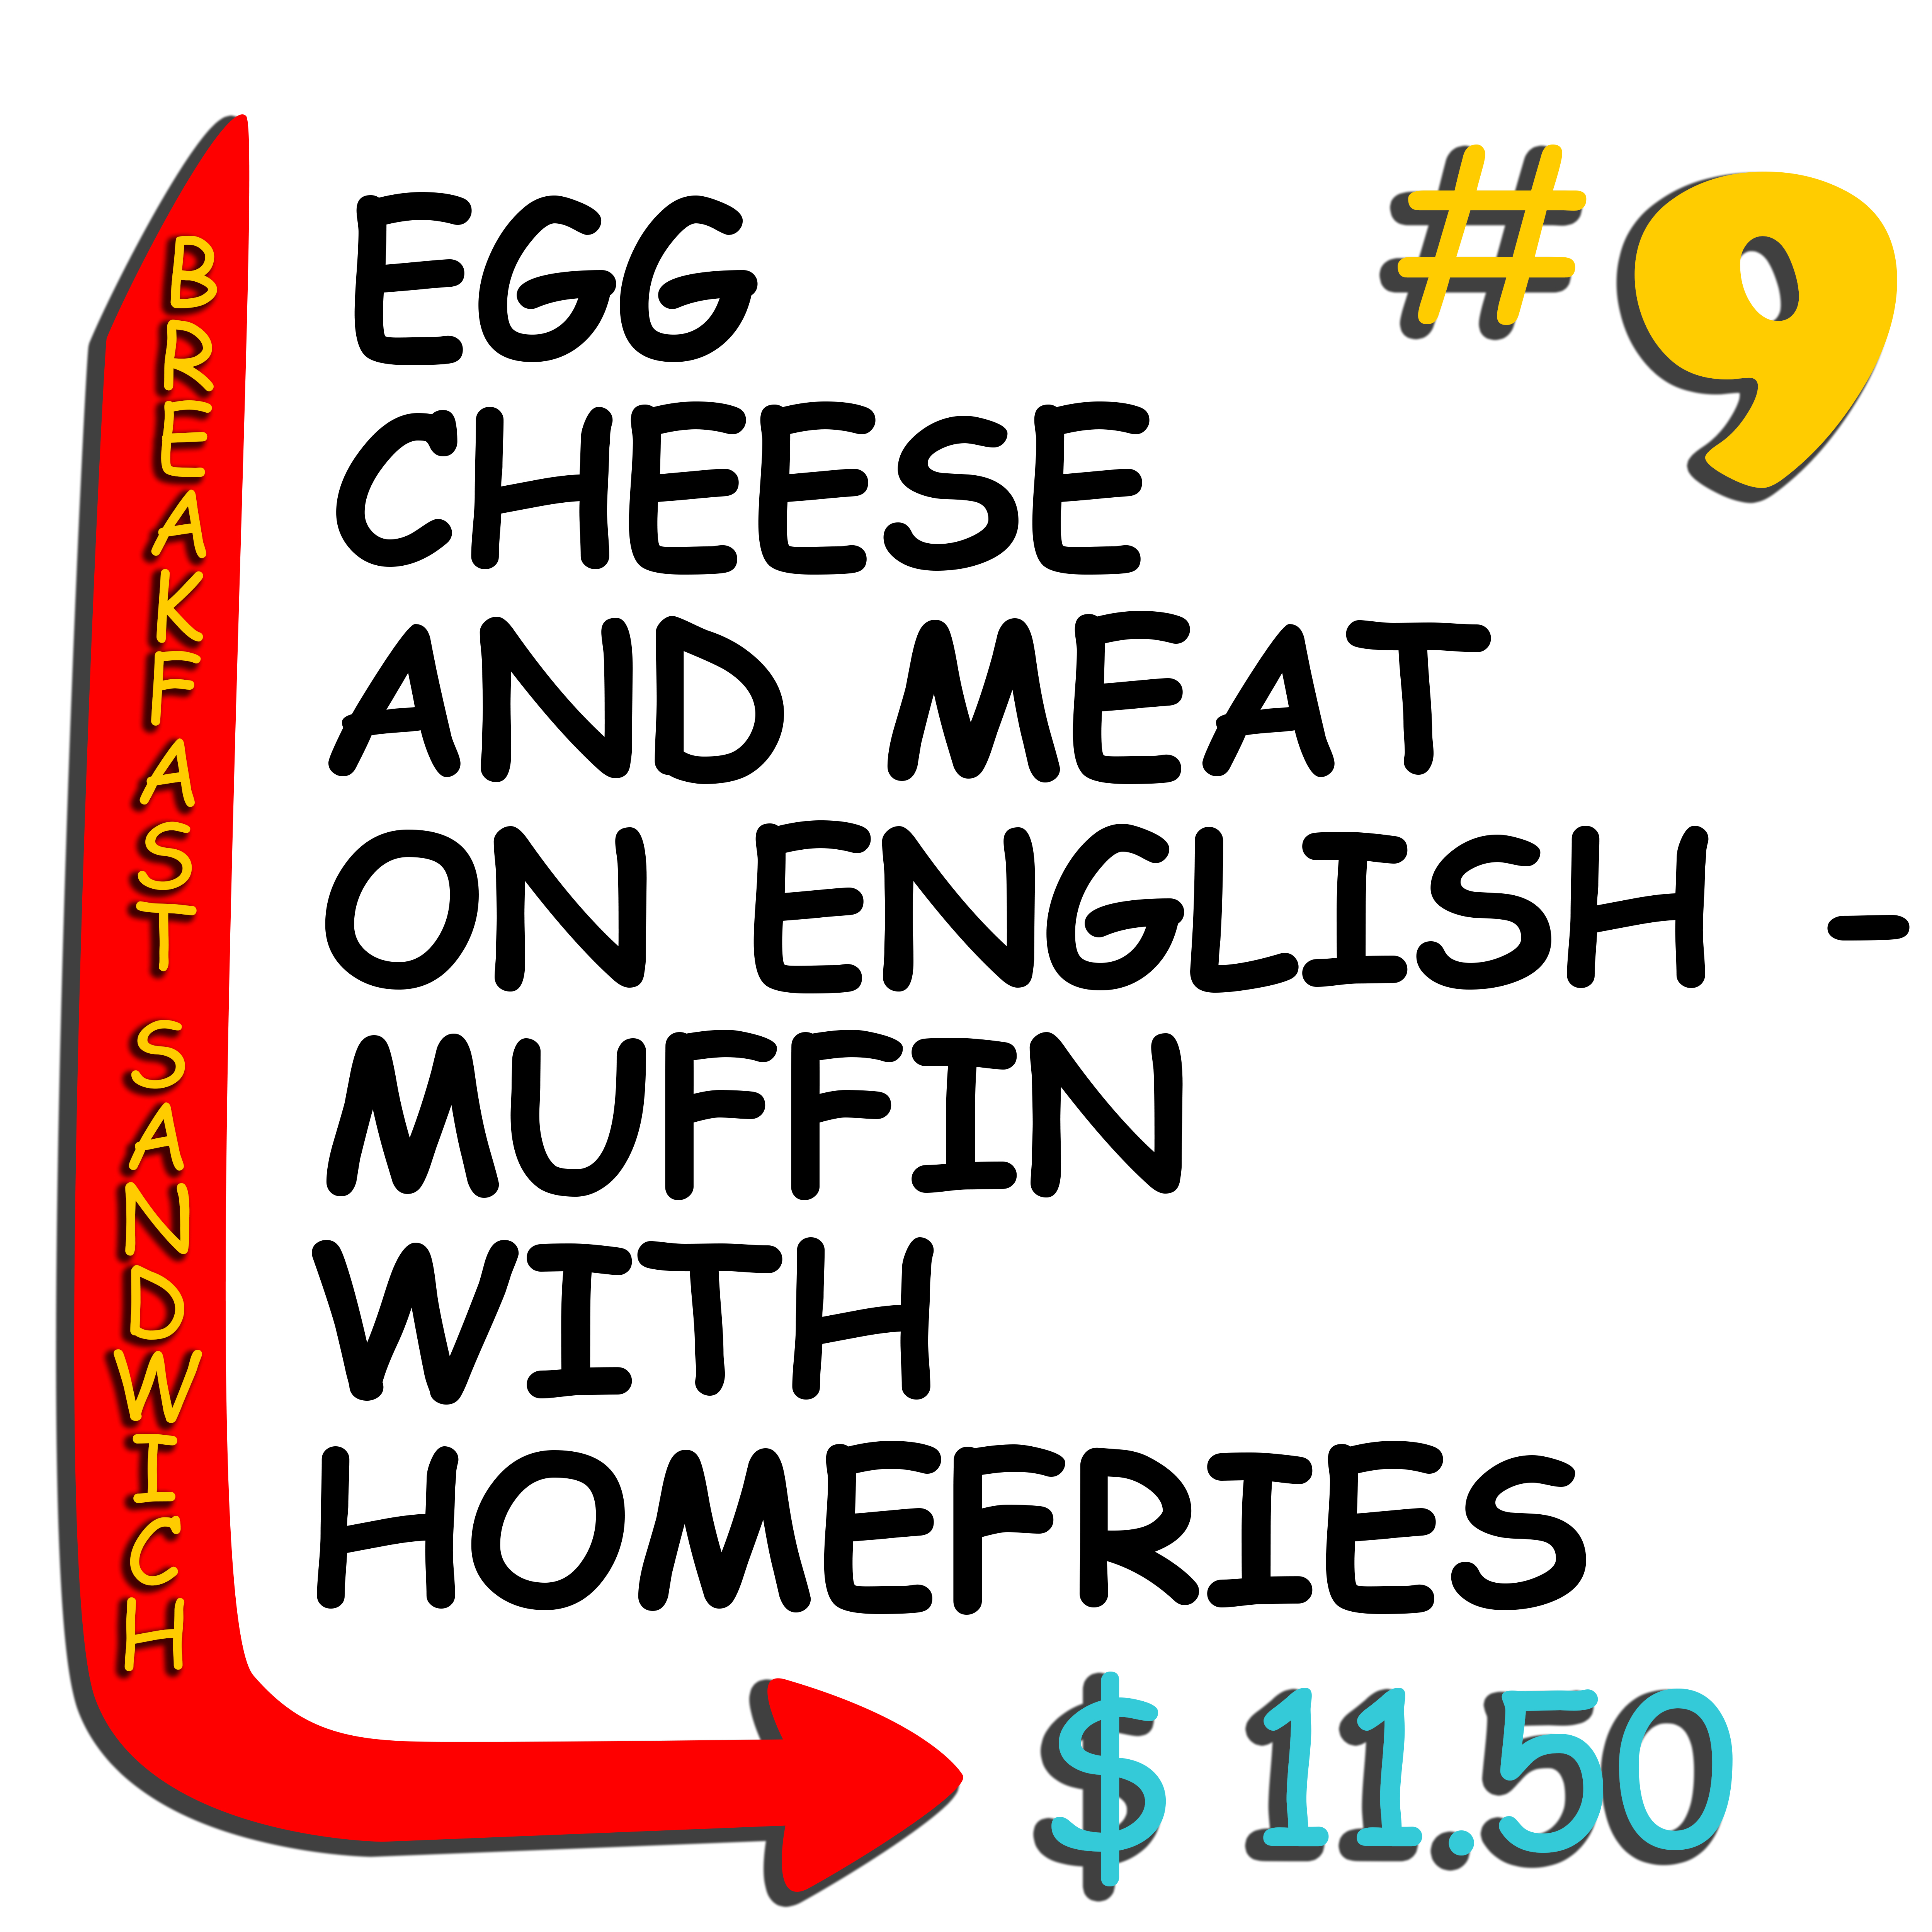 BREAKFAST SANDWICH
#9
EGG
CHEESE
AND MEAT
ON ENGLISH -
MUFFIN
WITH
HOMEFRIES
$ 11.50